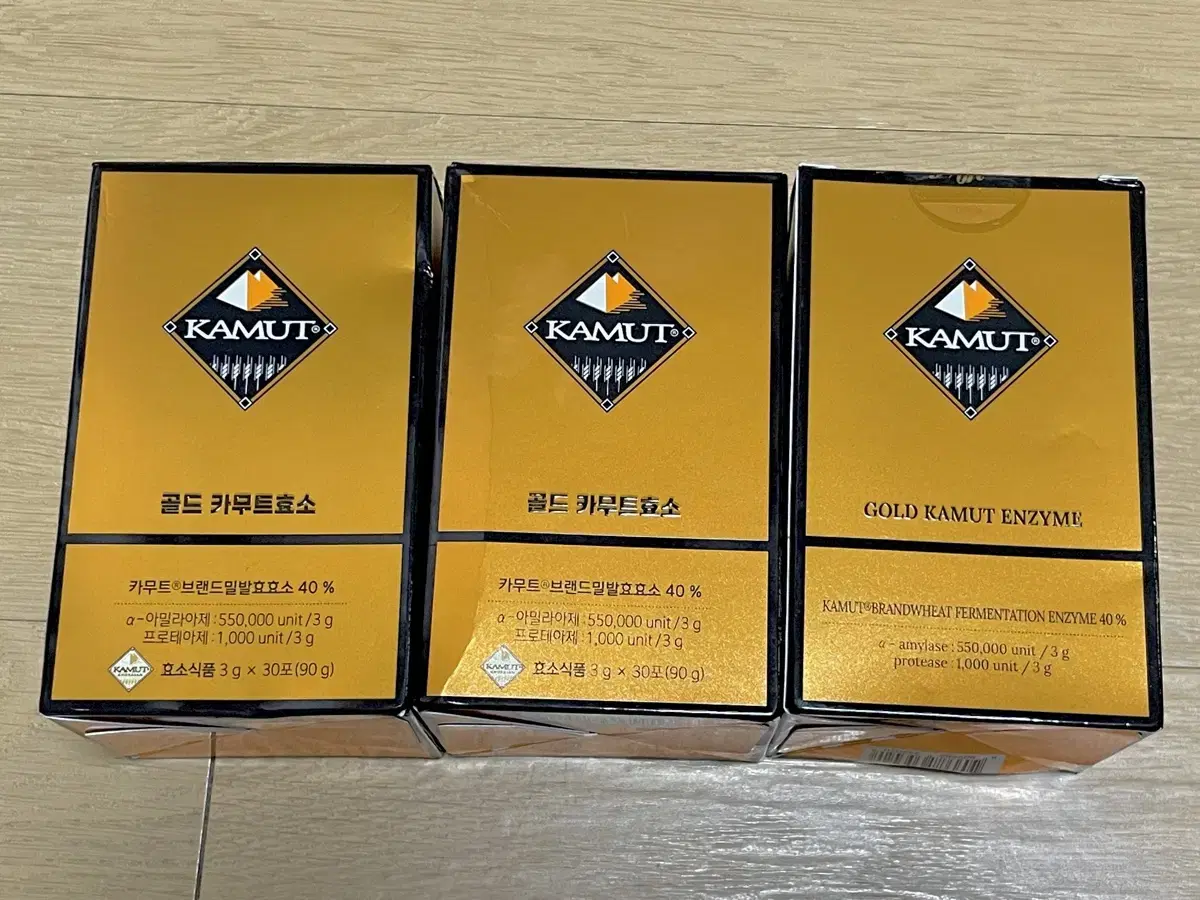 KAMUT®
골드 카무트효소
카무트®브랜드밀발효효소 40 %
α-아밀라아제 : 550,000 unit / 3 g
프로테아제 : 1,000 unit / 3 g
KAMUT®
효소식품 3 g × 30포(90 g)
KAMUT®
골드 카무트효소
카무트®브랜드밀발효효소 40 %
α-아밀라아제 : 550,000 unit / 3 g
프로테아제 : 1,000 unit / 3 g
KAMUT®
효소식품 3 g × 30포(90 g)
KAMUT®
GOLD KAMUT ENZYME
KAMUT®BRANDWHEAT FERMENTATION ENZYME 40 %
α - amylase : 550,000 unit / 3 g
protease : 1,000 unit / 3 g